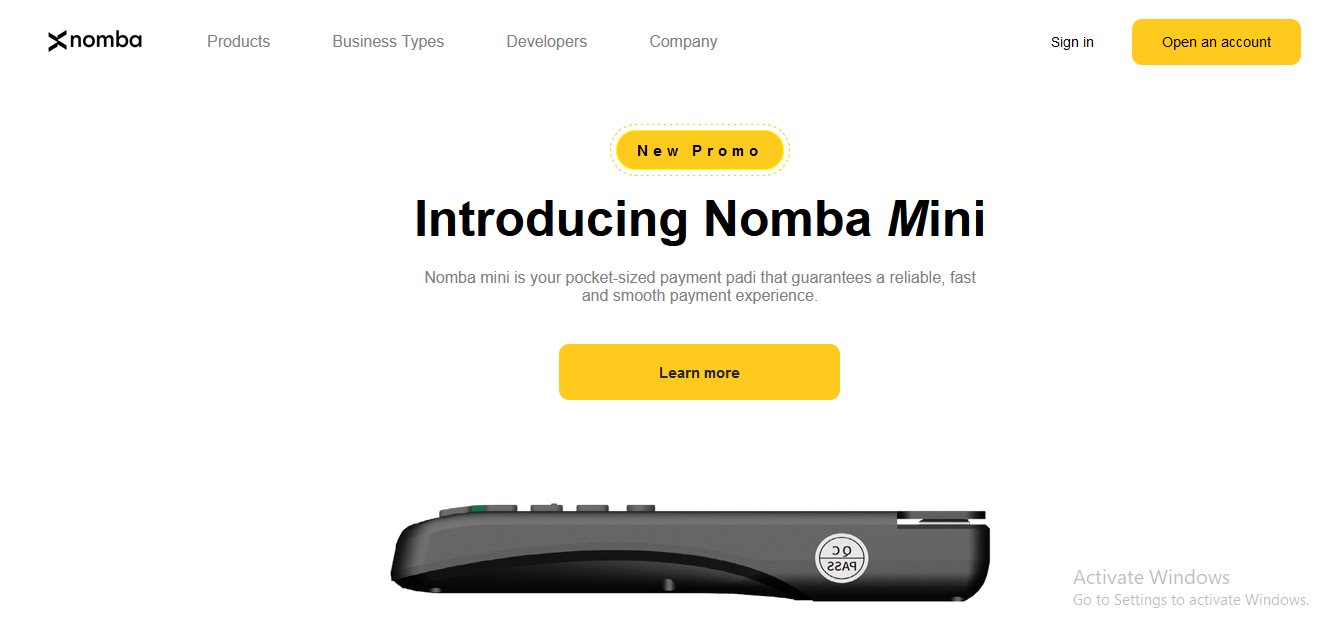 nomba
Products
Business Types
Developers
Company
Sign in
Open an account
New Promo
Introducing Nomba Mini
Nomba mini is your pocket-sized payment padi that guarantees a reliable, fast
and smooth payment experience.
Learn more
QC
PASS
Activate Windows
Go to Settings to activate Windows.